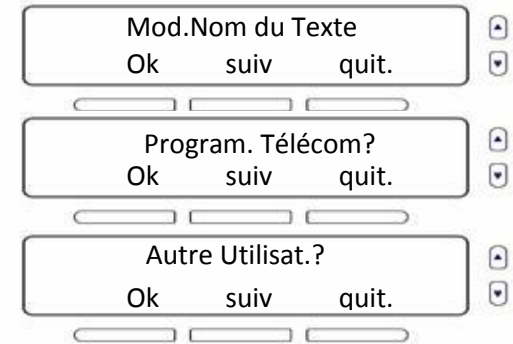 Mod.Nom du Texte
Ok suiv quit.
Program. Télécom?
Ok suiv quit.
Autre Utilisat.?
Ok suiv quit.